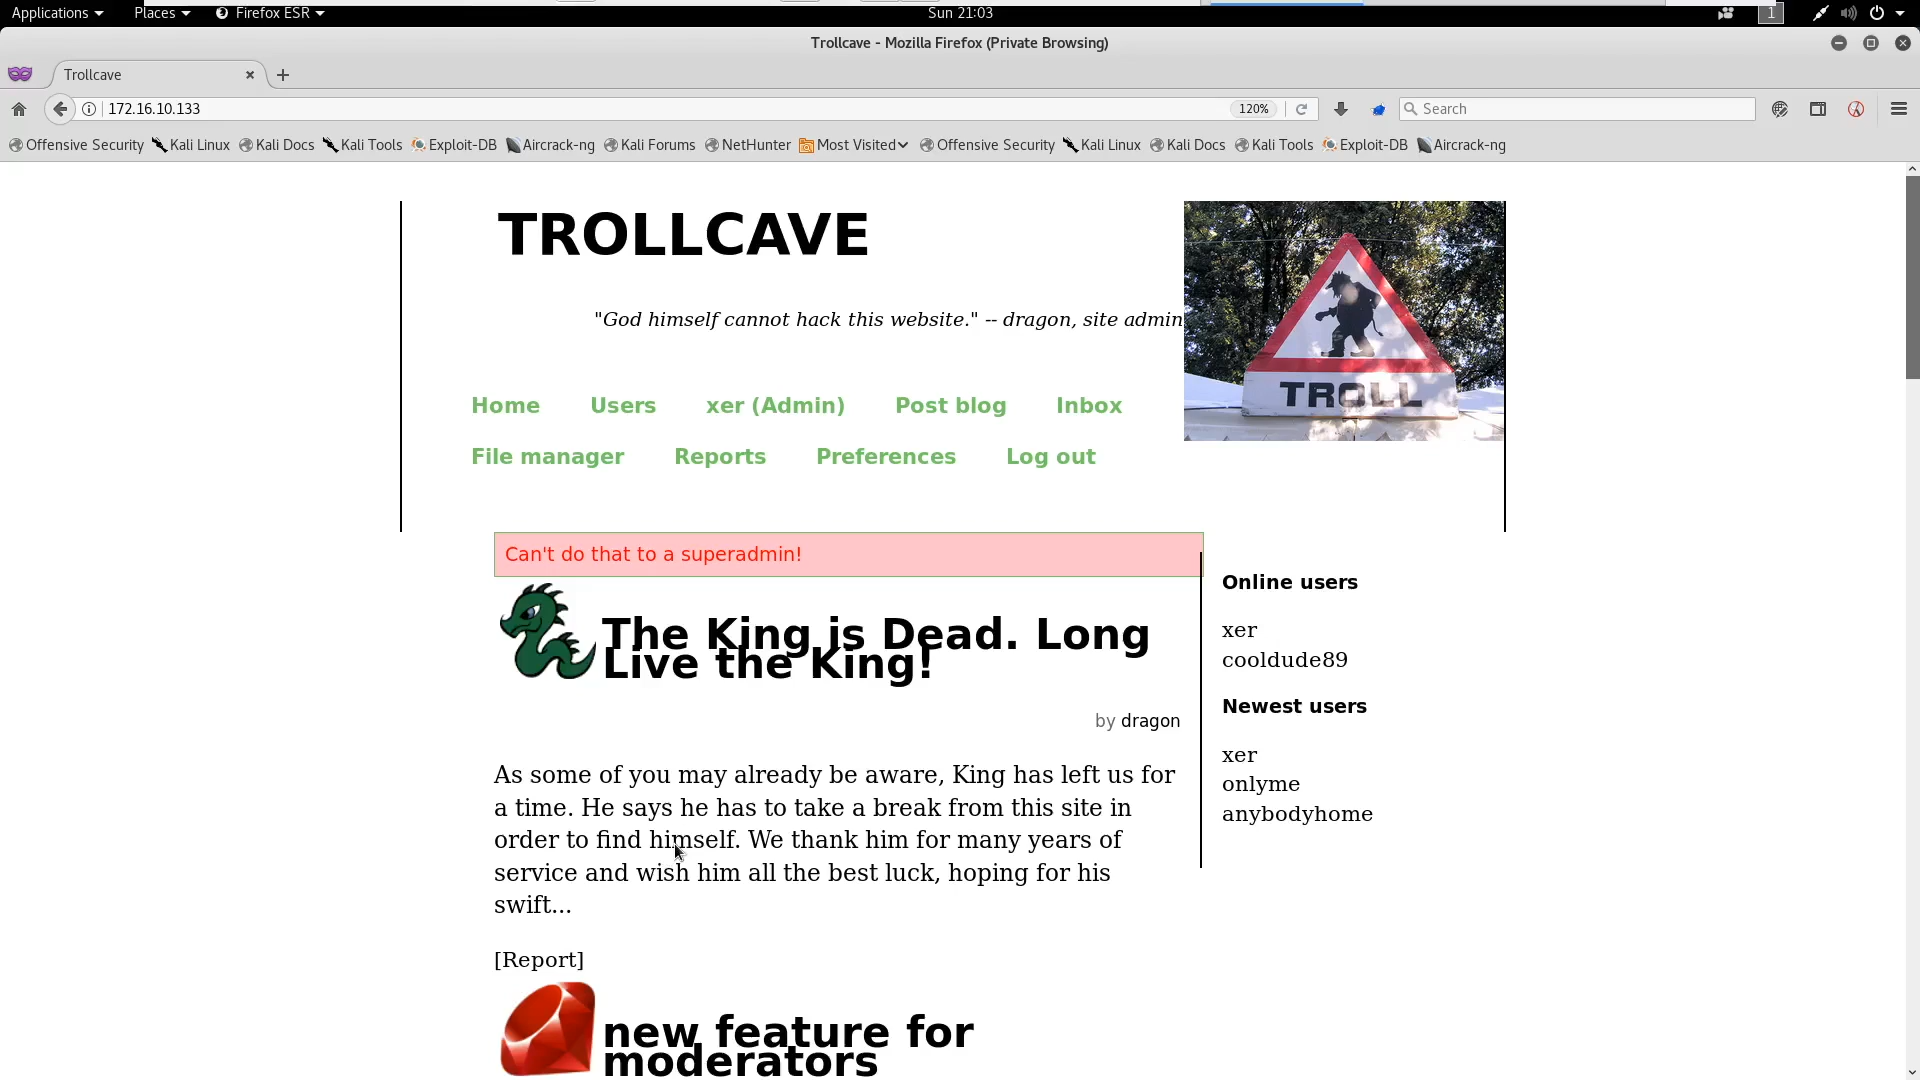 Applications Places Firefox ESR Sun 21:03 1
Trollcave - Mozilla Firefox (Private Browsing)
Trollcave
172.16.10.133 120% Search
Offensive Security Kali Linux Kali Docs Kali Tools Exploit-DB Aircrack-ng Kali Forums NetHunter Most Visited Offensive Security Kali Linux Kali Docs Kali Tools Exploit-DB Aircrack-ng
TROLLCAVE
"God himself cannot hack this website." -- dragon, site admin
TROLL
Home Users xer (Admin) Post blog Inbox
File manager Reports Preferences Log out
Can't do that to a superadmin!
The King is Dead. Long
Live the King!
by dragon
As some of you may already be aware, King has left us for
a time. He says he has to take a break from this site in
order to find himself. We thank him for many years of
service and wish him all the best luck, hoping for his
swift...
[Report]
new feature for
moderators
Online users
xer
cooldude89
Newest users
xer
onlyme
anybodyhome